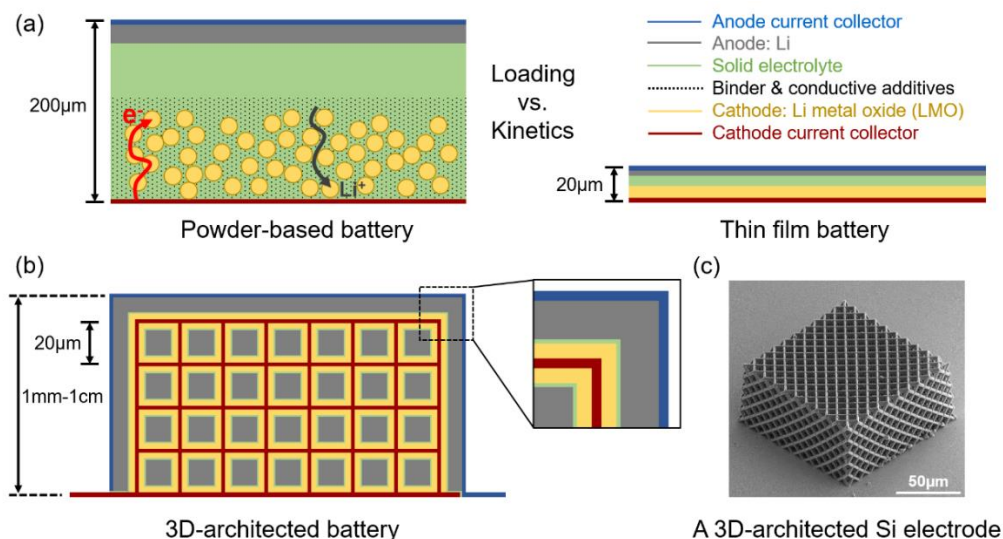 (a)
200μm
e⁻
Li⁺
Powder-based battery
Loading
vs.
Kinetics
Anode current collector
Anode: Li
Solid electrolyte
Binder & conductive additives
Cathode: Li metal oxide (LMO)
Cathode current collector
20μm
Thin film battery
(b)
20μm
1mm-1cm
3D-architected battery
(c)
50μm
A 3D-architected Si electrode